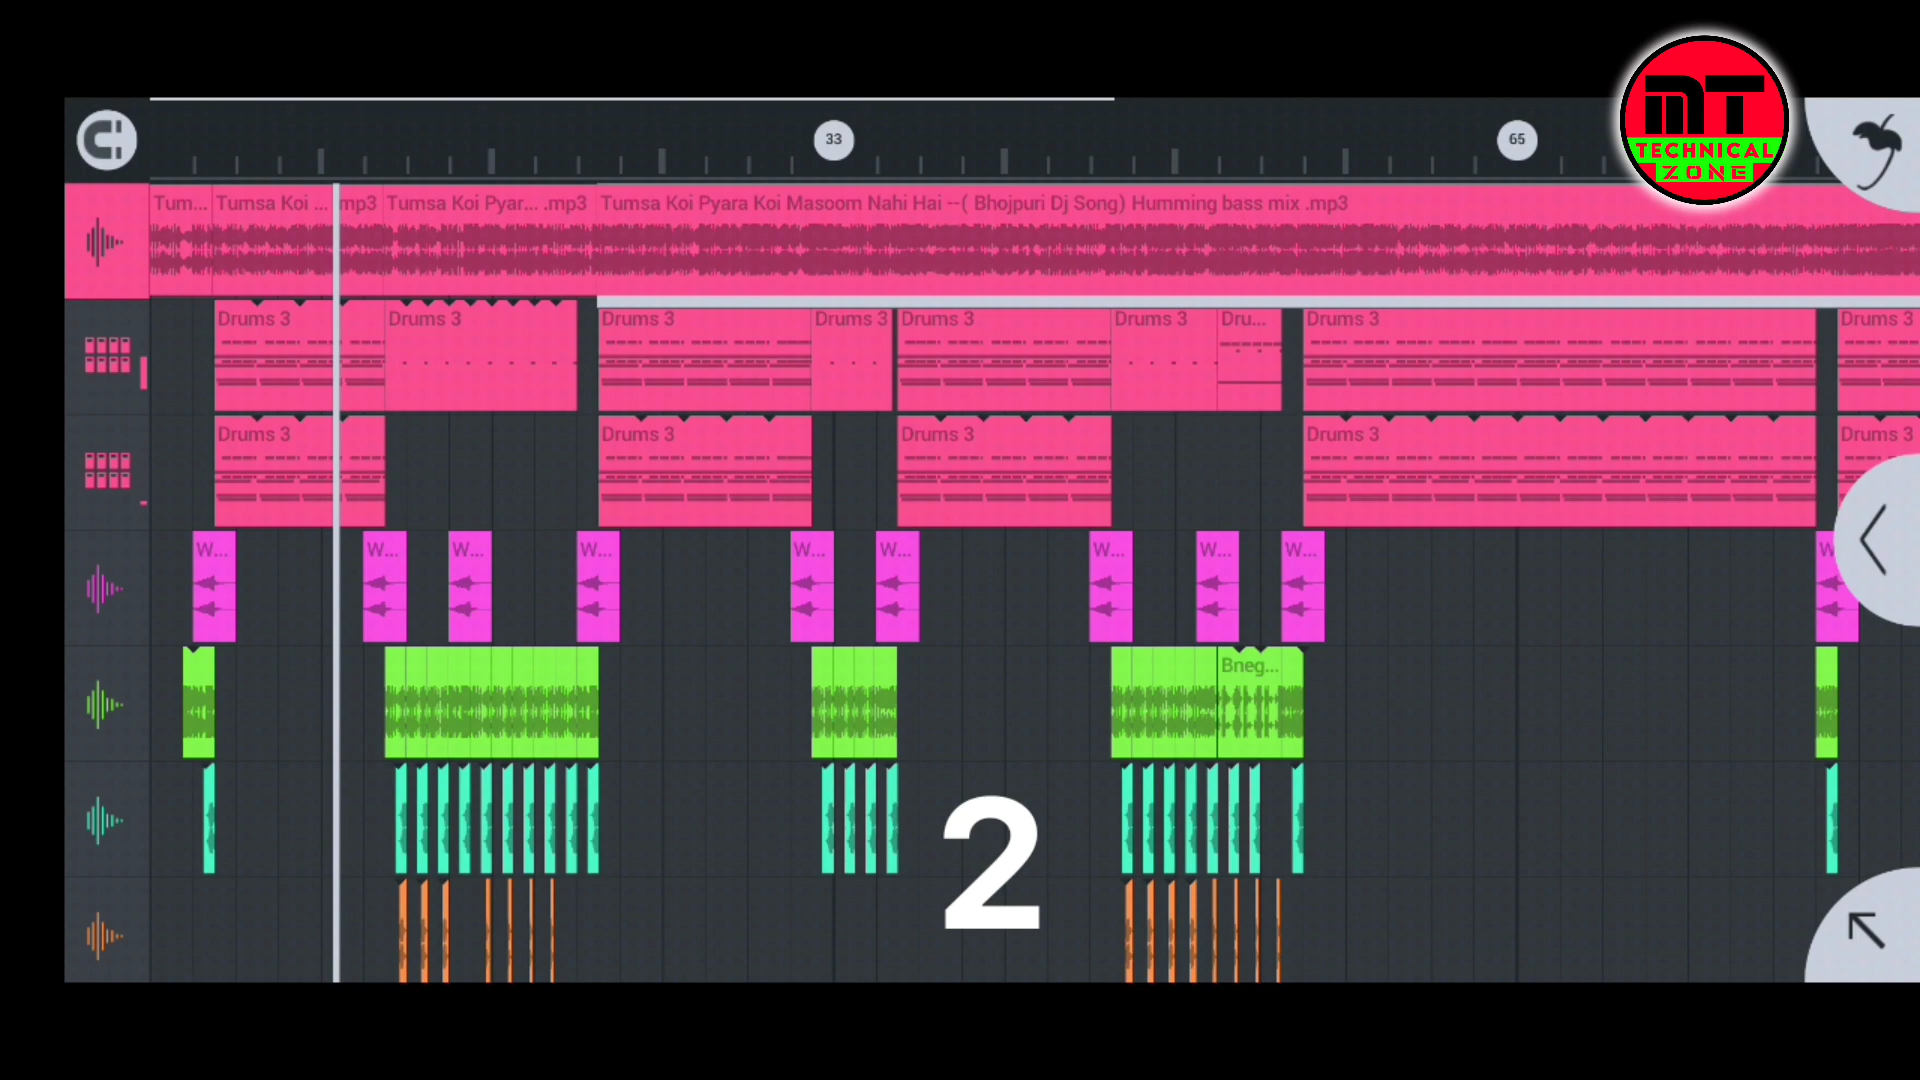 33
65
MT
TECHNICAL
ZONE
Tum... Tumsa Koi ... mp3 Tumsa Koi Pyar... .mp3 Tumsa Koi Pyara Koi Masoom Nahi Hai --( Bhojpuri Dj Song) Humming bass mix .mp3
Drums 3 Drums 3 Drums 3 Drums 3 Drums 3 Drums 3 Dru... Drums 3 Drums 3
Drums 3 Drums 3 Drums 3 Drums 3 Drums 3
W... W... W... W... W... W... W... W... W... W
Bneg...
2